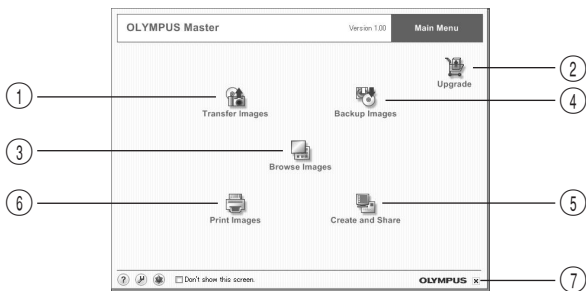 OLYMPUS Master Version 1.00 Main Menu
2
Upgrade
1
4
Transfer Images Backup Images
3
Browse Images
6
5
Print Images Create and Share
? Don't show this screen. OLYMPUS x
7